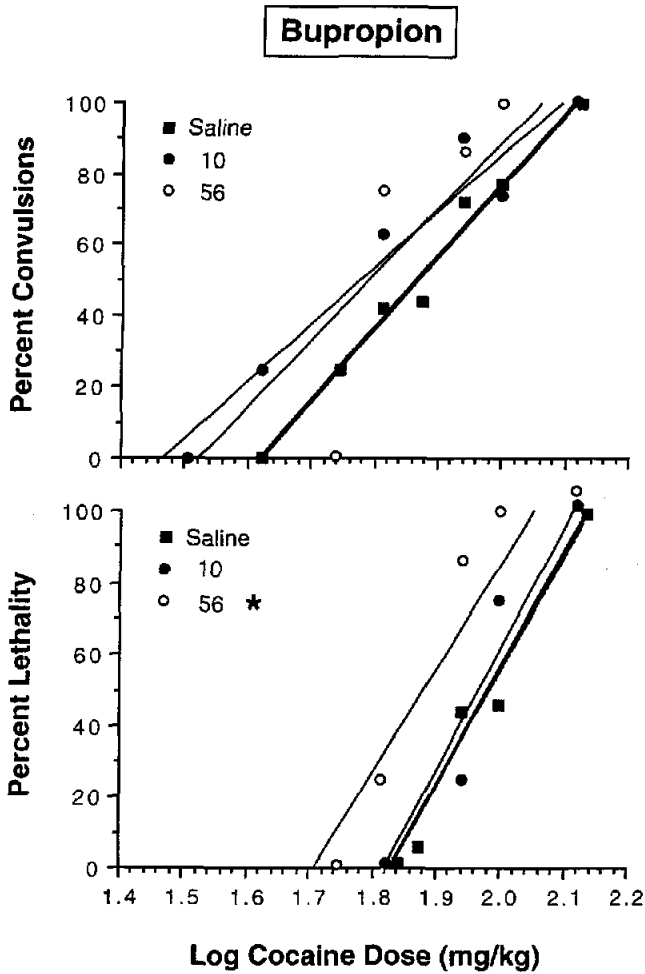 Bupropion
Percent Convulsions
100
80
60
40
20
0
Saline
10
56
Percent Lethality
100
80
60
40
20
0
Saline
10
56 ★
1.4 1.5 1.6 1.7 1.8 1.9 2.0 2.1 2.2
Log Cocaine Dose (mg/kg)